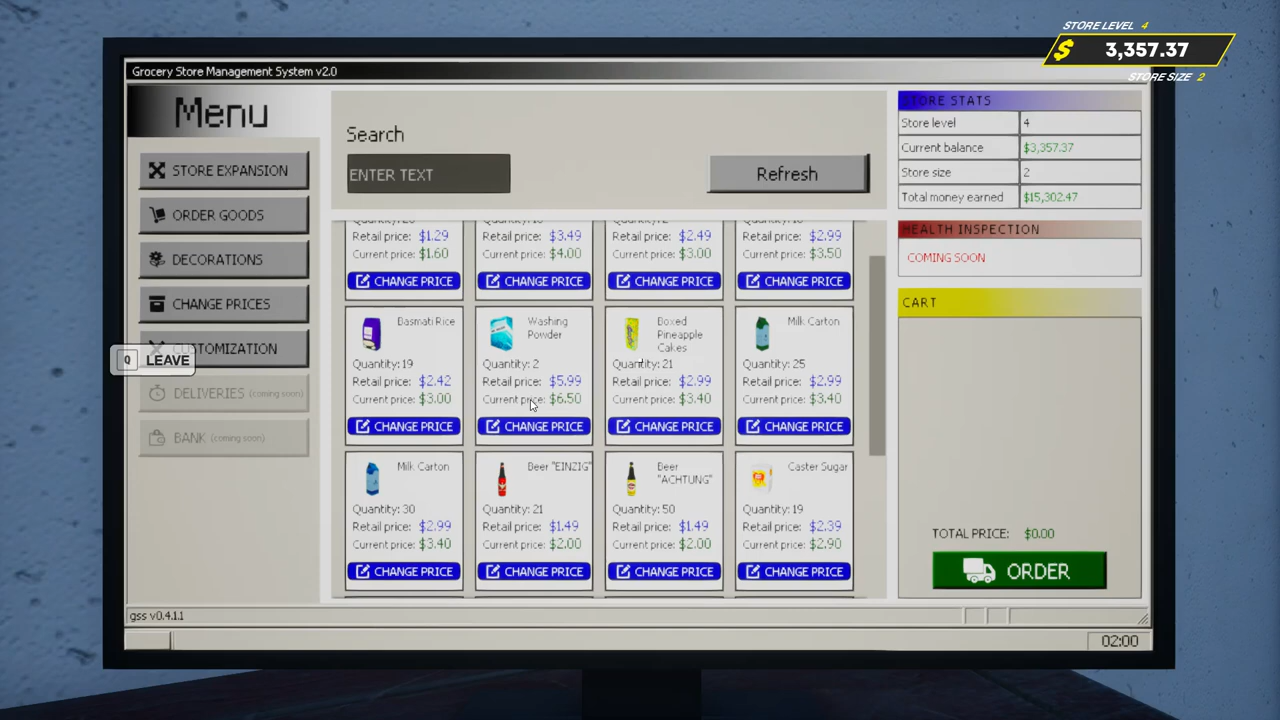 STORE LEVEL 4
$ 3,357.37
STORE SIZE 2
Grocery Store Management System v2.0
Menu
STORE EXPANSION
ORDER GOODS
DECORATIONS
CHANGE PRICES
CUSTOMIZATION
Q LEAVE
DELIVERIES (coming soon)
BANK (coming soon)
Search
ENTER TEXT
Refresh
Retail price: $1.29
Current price: $1.60
CHANGE PRICE
Retail price: $3.49
Current price: $4.00
CHANGE PRICE
Retail price: $2.49
Current price: $3.00
CHANGE PRICE
Retail price: $2.99
Current price: $3.50
CHANGE PRICE
Basmati Rice
Quantity: 19
Retail price: $2.42
Current price: $3.00
CHANGE PRICE
Washing
Powder
Quantity: 2
Retail price: $5.99
Current price: $6.50
CHANGE PRICE
Boxed
Pineapple
Cakes
Quantity: 21
Retail price: $2.99
Current price: $3.40
CHANGE PRICE
Milk Carton
Quantity: 25
Retail price: $2.99
Current price: $3.40
CHANGE PRICE
Milk Carton
Quantity: 30
Retail price: $2.99
Current price: $3.40
CHANGE PRICE
Beer "EINZIG"
Quantity: 21
Retail price: $1.49
Current price: $2.00
CHANGE PRICE
Beer
"ACHTUNG"
Quantity: 50
Retail price: $1.49
Current price: $2.00
CHANGE PRICE
Caster Sugar
Quantity: 19
Retail price: $2.39
Current price: $2.90
CHANGE PRICE
STORE STATS
Store level 4
Current balance $3,357.37
Store size 2
Total money earned $15,302.47
HEALTH INSPECTION
COMING SOON
CART
TOTAL PRICE: $0.00
ORDER
gss v0.4.1.1
02:00